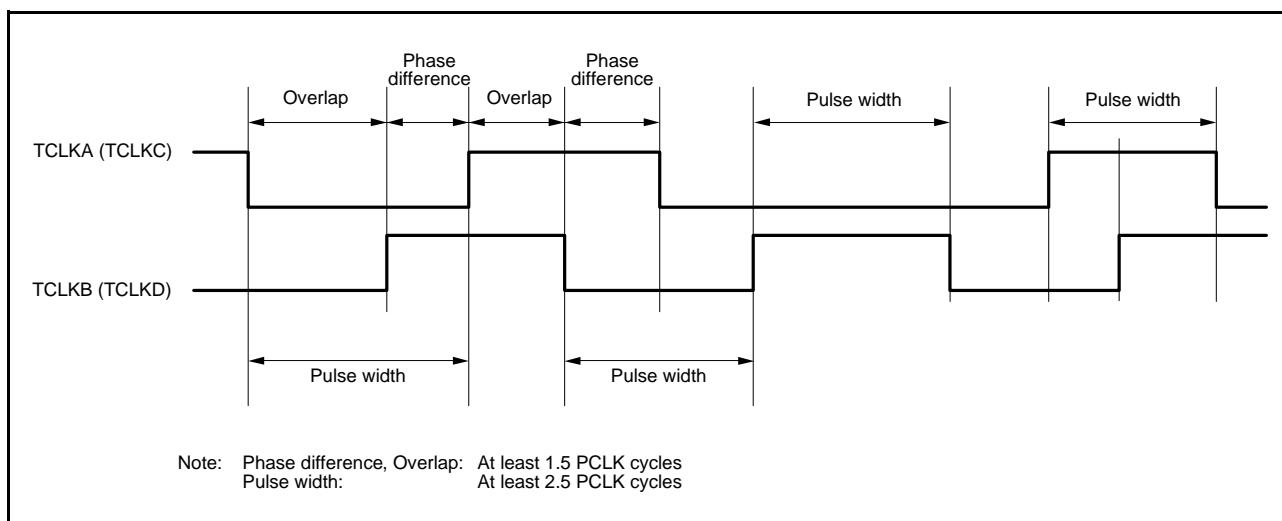 Phase
difference
Phase
difference
Overlap
Overlap
Pulse width
Pulse width
TCLKA (TCLKC)
TCLKB (TCLKD)
Pulse width
Pulse width
Note: Phase difference, Overlap: At least 1.5 PCLK cycles
Pulse width: At least 2.5 PCLK cycles